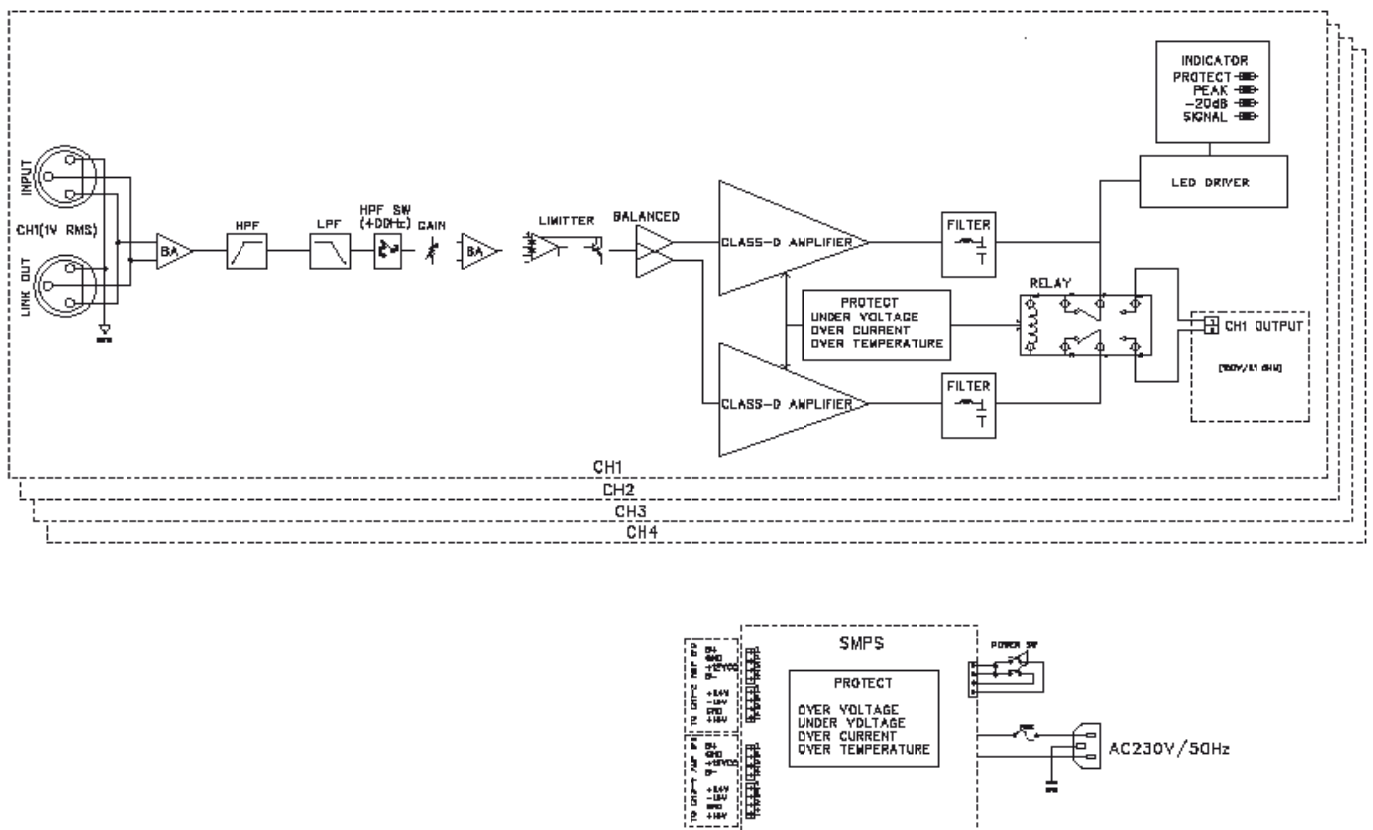 INDICATOR
PROTECT
PEAK
-20dB
SIGNAL
LED DRIVER
INPUT
CH1(1V RMS)
LINK OUT
BA
HPF
LPF
HPF SW
GAIN
BA
LIMITTER
BALANCED
CLASS-D AMPLIFIER
FILTER
RELAY
PROTECT
UNDER VOLTAGE
OVER CURRENT
OVER TEMPERATURE
CH1 OUTPUT
CLASS-D AMPLIFIER
FILTER
CH1
CH2
CH3
CH4
SMPS
PROTECT
OVER VOLTAGE
UNDER VOLTAGE
OVER CURRENT
OVER TEMPERATURE
POWER SW
AC230V/50Hz